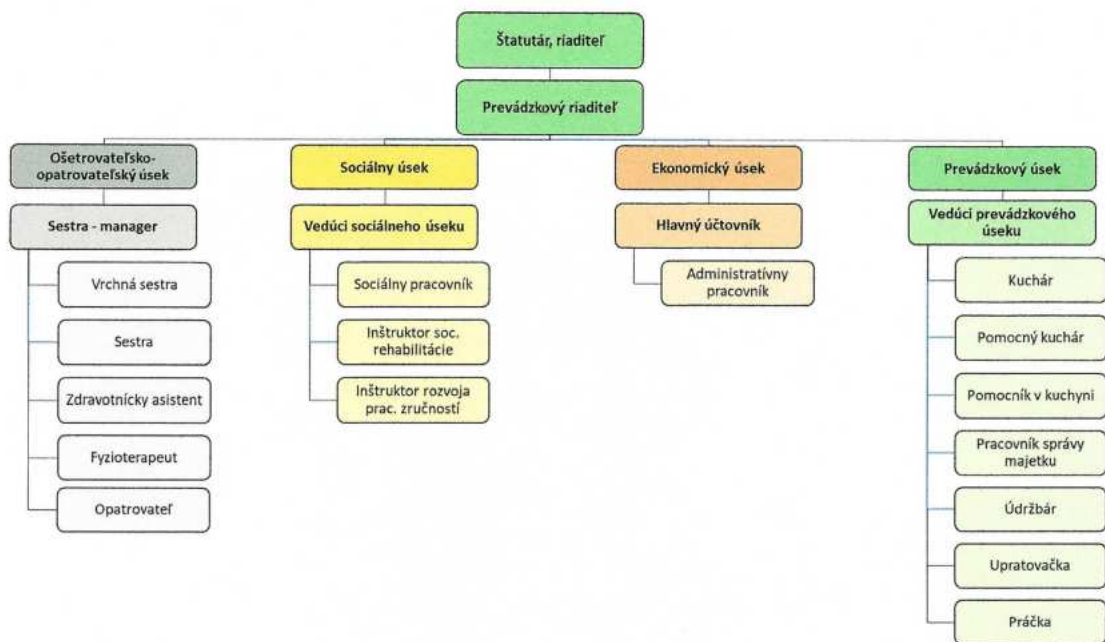 Štatutár, riaditeľ
Prevádzkový riaditeľ
Ošetrovateľsko-
opatrovateľský úsek
Sestra - manager
Vrchná sestra
Sestra
Zdravotnícky asistent
Fyzioterapeut
Opatrovateľ
Sociálny úsek
Vedúci sociálneho úseku
Sociálny pracovník
Inštruktor soc.
rehabilitácie
Inštruktor rozvoja
prac. zručností
Ekonomický úsek
Hlavný účtovník
Administratívny
pracovník
Prevádzkový úsek
Vedúci prevádzkového
úseku
Kuchár
Pomocný kuchár
Pomocník v kuchyni
Pracovník správy
majetku
Údržbár
Upratovačka
Práčka